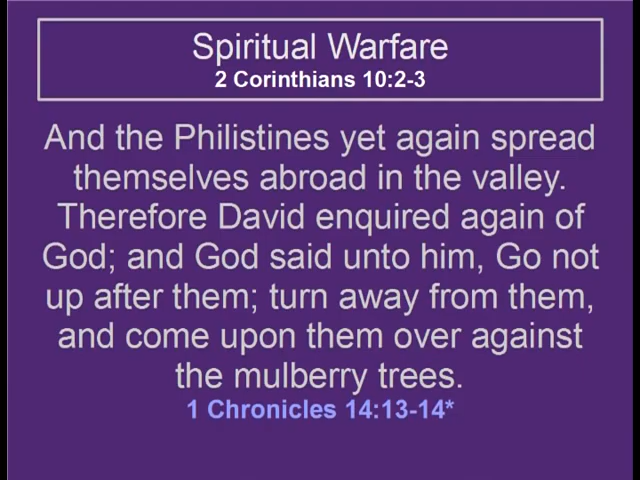 Spiritual Warfare
2 Corinthians 10:2-3
And the Philistines yet again spread
themselves abroad in the valley.
Therefore David enquired again of
God; and God said unto him, Go not
up after them; turn away from them,
and come upon them over against
the mulberry trees.
1 Chronicles 14:13-14*